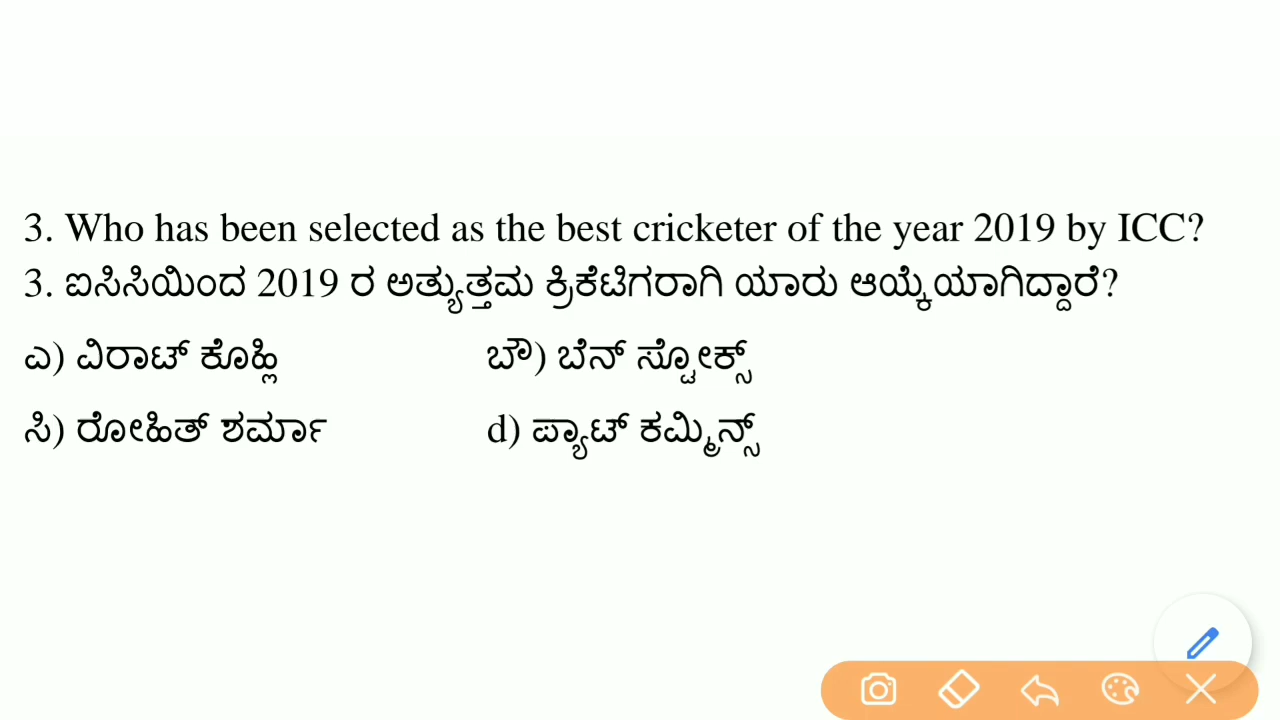 3. Who has been selected as the best cricketer of the year 2019 by ICC?
3. ಐಸಿಸಿಯಿಂದ 2019 ರ ಅತ್ಯುತ್ತಮ ಕ್ರಿಕೆಟಿಗರಾಗಿ ಯಾರು ಆಯ್ಕೆಯಾಗಿದ್ದಾರೆ?
ಎ) ವಿರಾಟ್ ಕೊಹ್ಲಿ ಬೌ) ಬೆನ್ ಸ್ಟೋಕ್ಸ್
ಸಿ) ರೋಹಿತ್ ಶರ್ಮಾ d) ಪ್ಯಾಟ್ ಕಮ್ಮಿನ್ಸ್